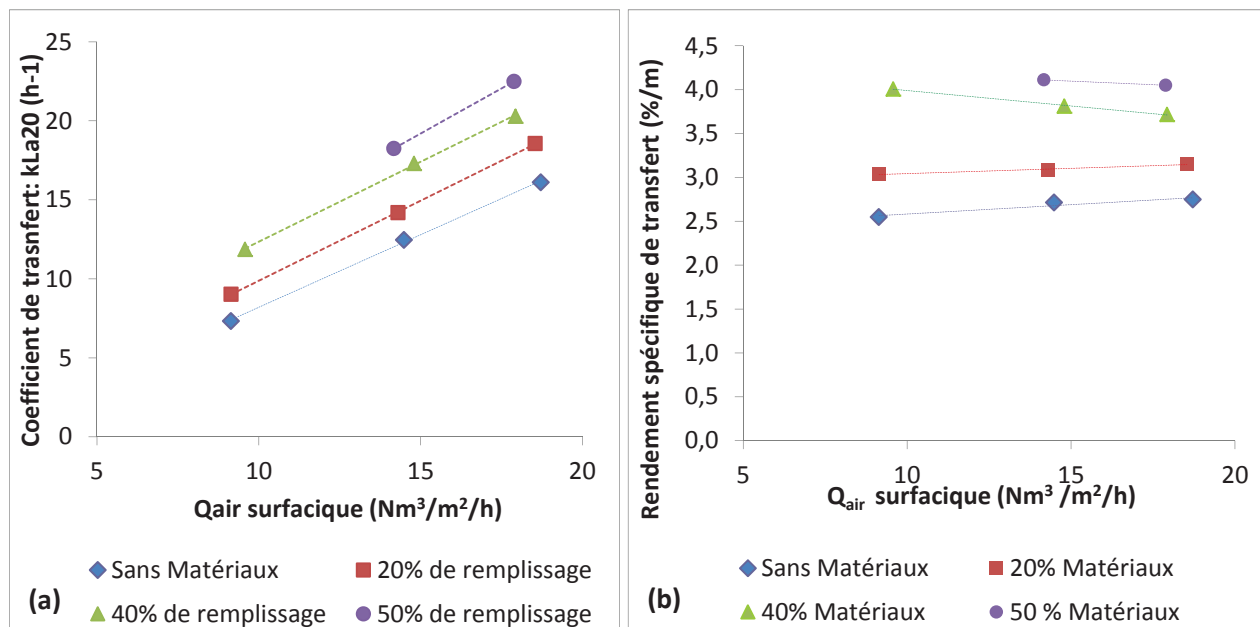 Coefficient de trasnfert: kLa20 (h-1)
25
20
15
10
5
0
5 10 15 20
Qair surfacique (Nm³/m²/h)
Sans Matériaux 20% de remplissage
40% de remplissage 50% de remplissage
(a)
Rendement spécifique de transfert (%/m)
4,5
4,0
3,5
3,0
2,5
2,0
1,5
1,0
0,5
0,0
5 10 15 20
Qair surfacique (Nm³ /m²/h)
Sans Matériaux 20% Matériaux
40% Matériaux 50 % Matériaux
(b)